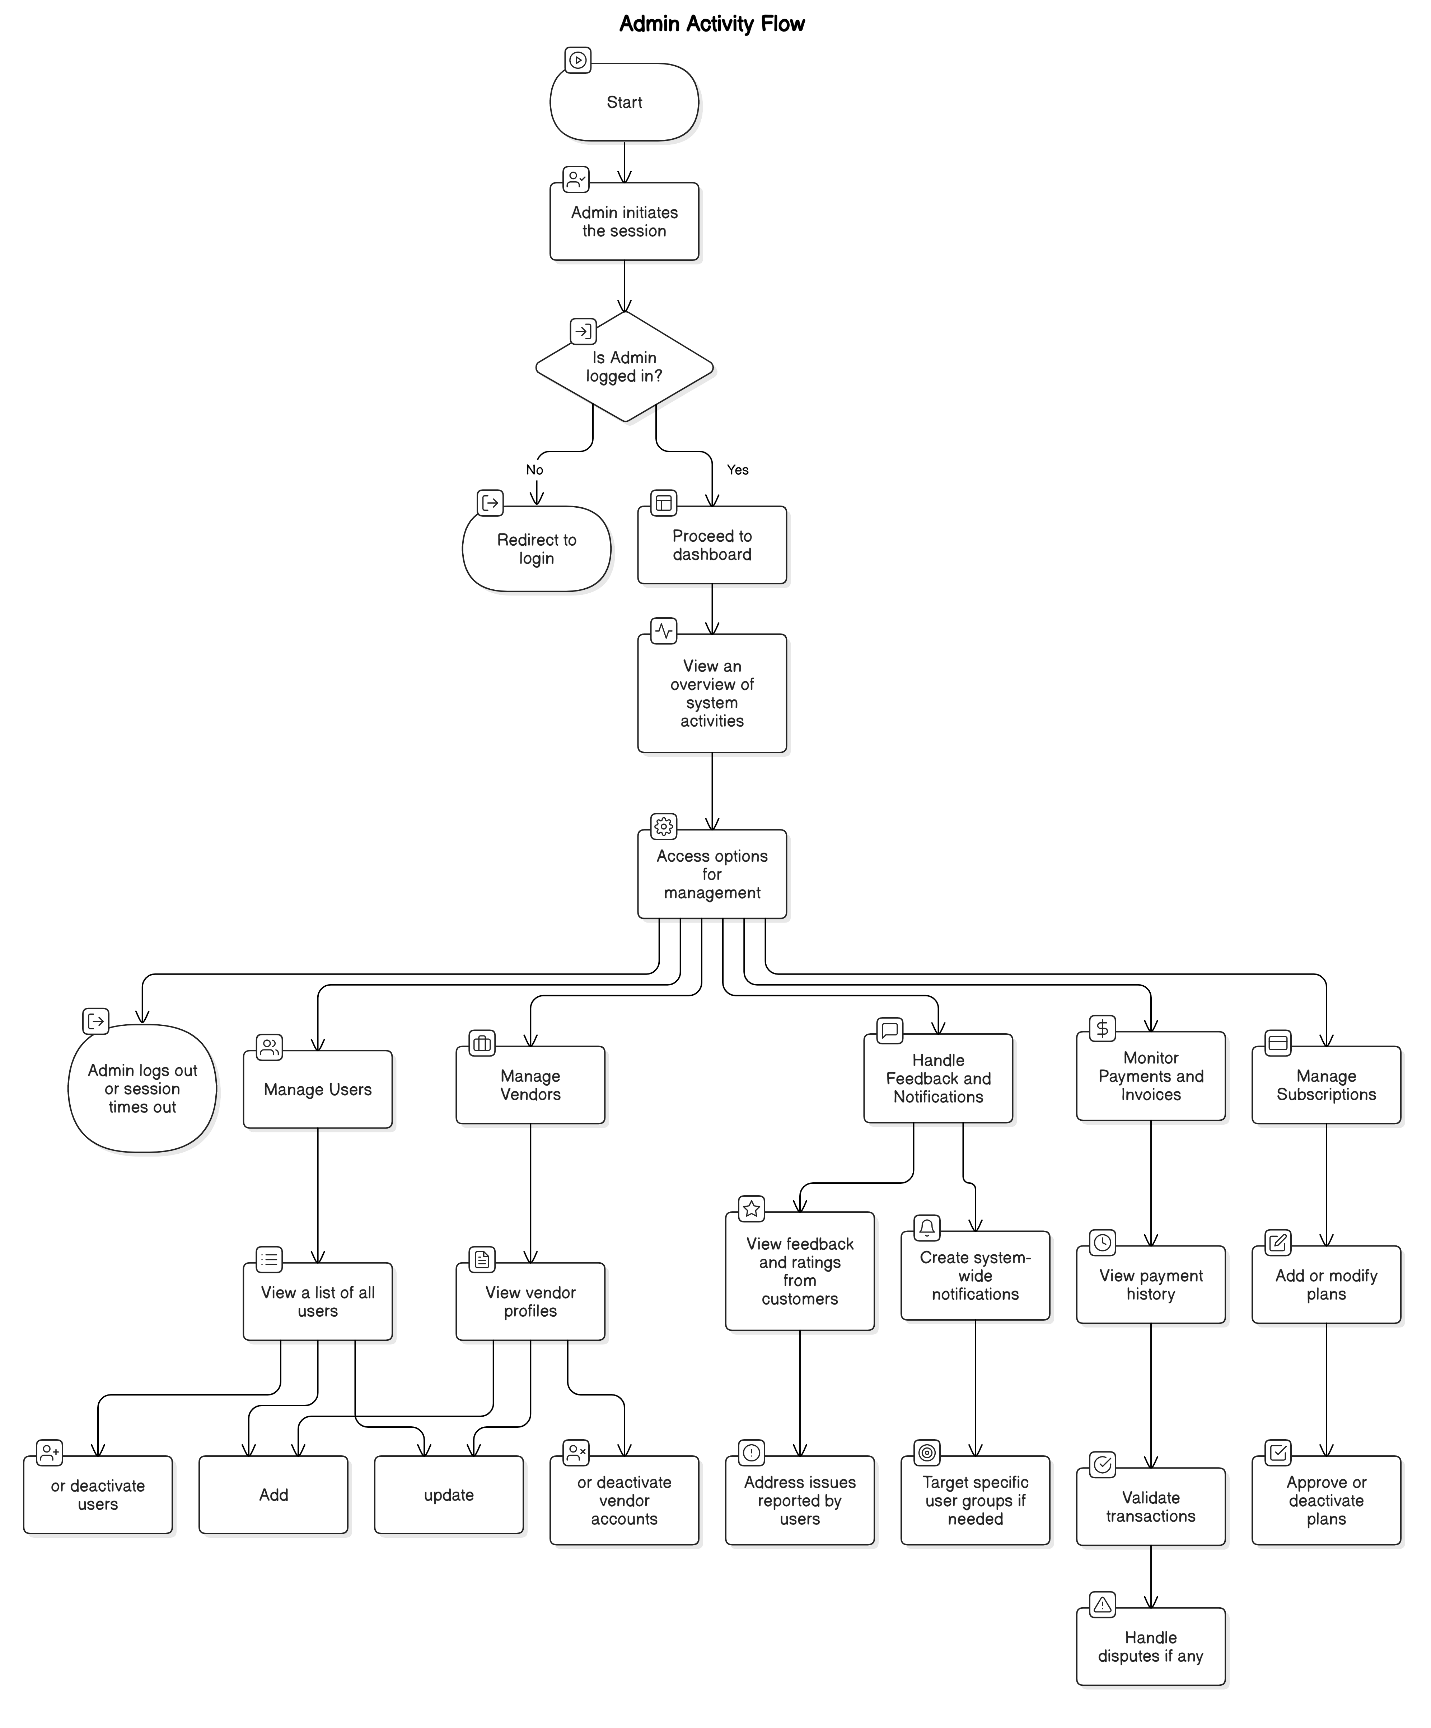 Admin Activity Flow
Start
Admin initiates
the session
Is Admin
logged in?
No
Yes
Redirect to
login
Proceed to
dashboard
View an
overview of
system
activities
Access options
for
management
Admin logs out
or session
times out
Manage Users
Manage
Vendors
Handle
Feedback and
Notifications
Monitor
Payments and
Invoices
Manage
Subscriptions
View a list of all
users
View vendor
profiles
View feedback
and ratings
from
customers
Create system-
wide
notifications
View payment
history
Add or modify
plans
or deactivate
users
Add
update
or deactivate
vendor
accounts
Address issues
reported by
users
Target specific
user groups if
needed
Validate
transactions
Approve or
deactivate
plans
Handle
disputes if any